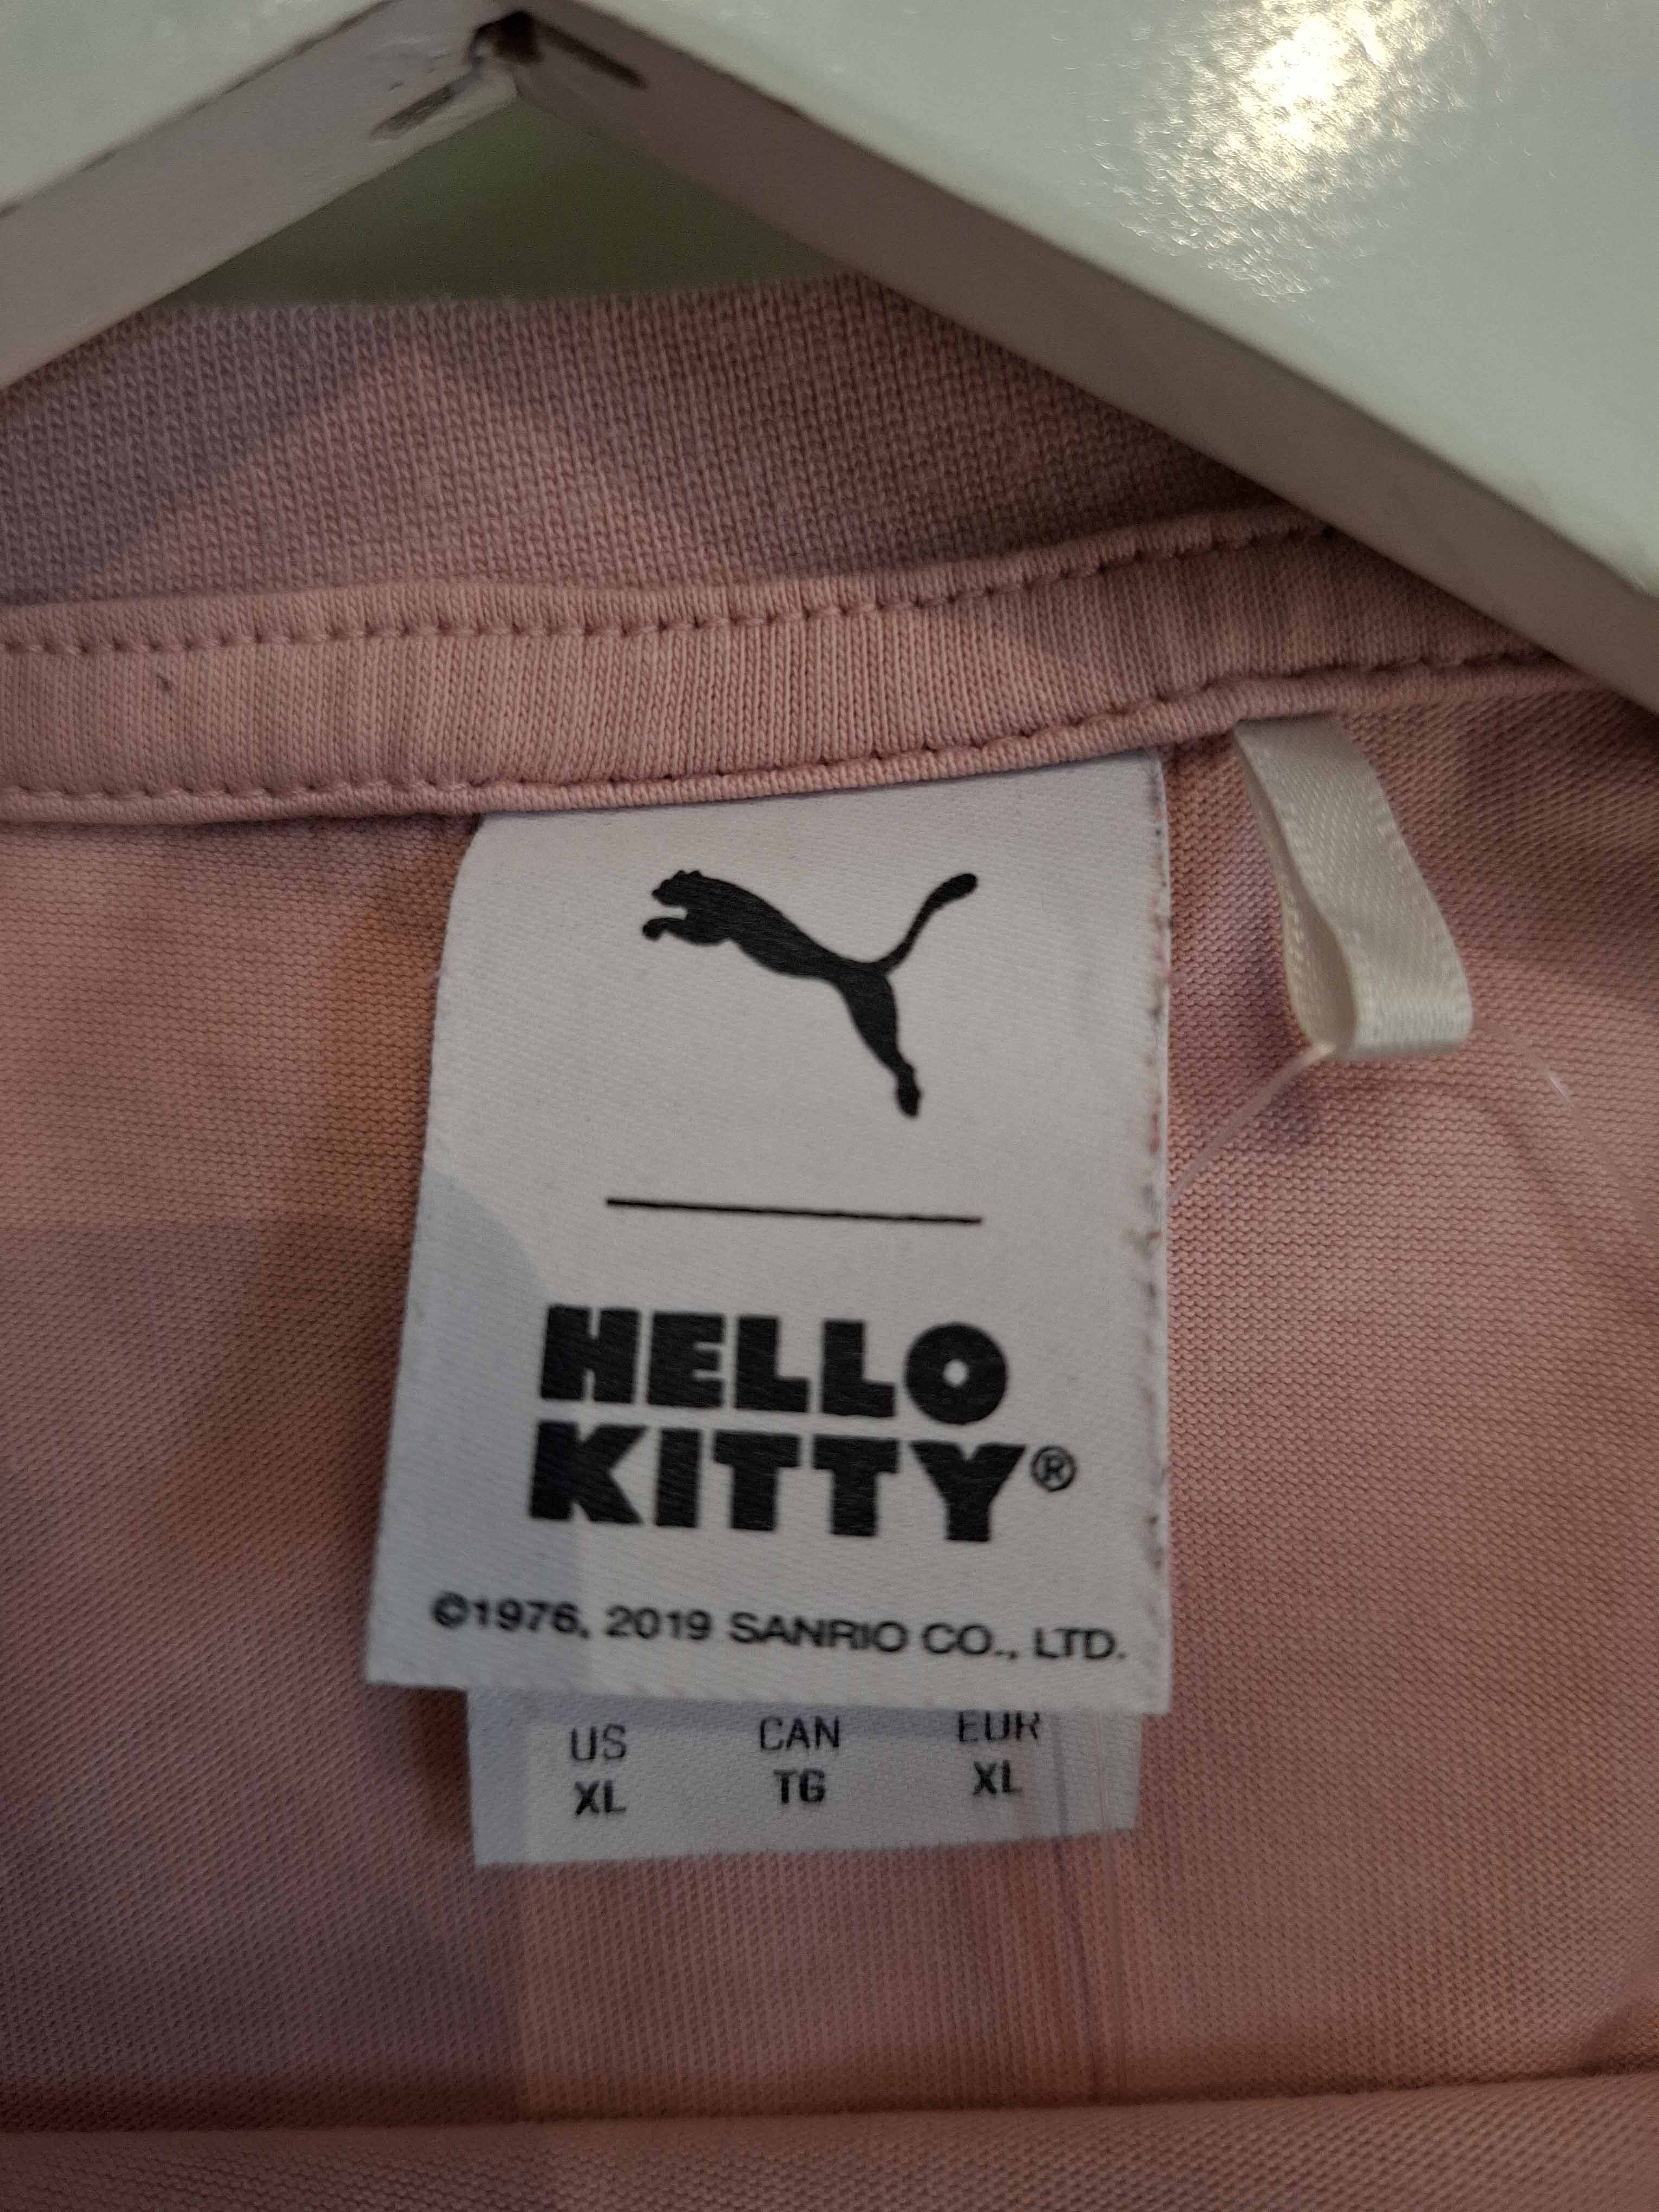 HELLO
KITTY®
©1976, 2019 SANRIO CO., LTD.
US CAN EUR
XL TG XL